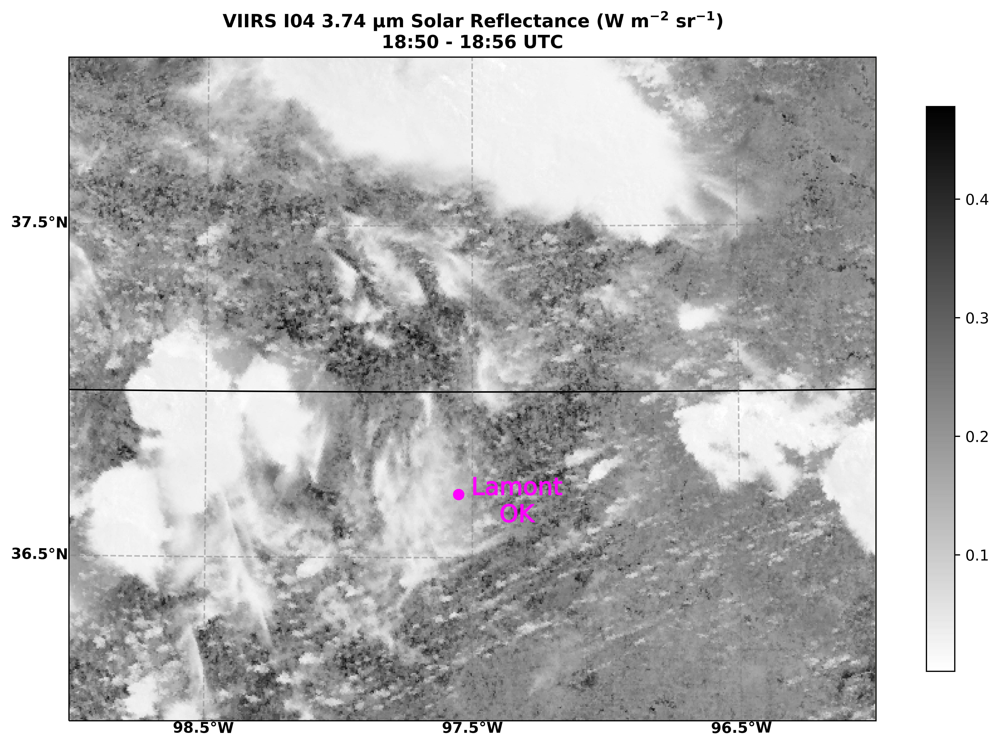 VIIRS I04 3.74 µm Solar Reflectance (W m⁻² sr⁻¹)
18:50 - 18:56 UTC
37.5°N
36.5°N
98.5°W
97.5°W
96.5°W
Lamont
OK
0.4
0.3
0.2
0.1